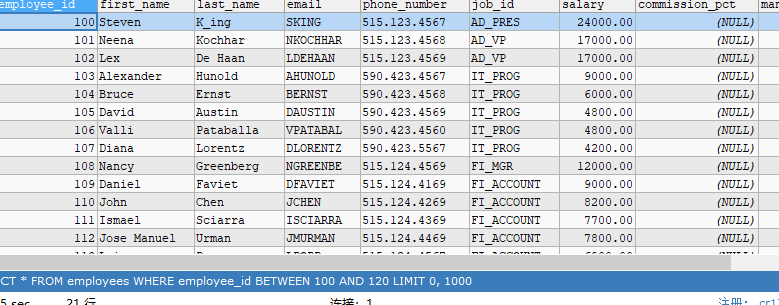 employee_id first_name last_name email phone_number job_id salary commission_pct
100 Steven K_ing SKING 515.123.4567 AD_PRES 24000.00 (NULL)
101 Neena Kochhar NKOCHHAR 515.123.4568 AD_VP 17000.00 (NULL)
102 Lex De Haan LDEHAAN 515.123.4569 AD_VP 17000.00 (NULL)
103 Alexander Hunold AHUNOLD 590.423.4567 IT_PROG 9000.00 (NULL)
104 Bruce Ernst BERNST 590.423.4568 IT_PROG 6000.00 (NULL)
105 David Austin DAUSTIN 590.423.4569 IT_PROG 4800.00 (NULL)
106 Valli Pataballa VPATABAL 590.423.4560 IT_PROG 4800.00 (NULL)
107 Diana Lorentz DLORENTZ 590.423.5567 IT_PROG 4200.00 (NULL)
108 Nancy Greenberg NGREENBE 515.124.4569 FI_MGR 12000.00 (NULL)
109 Daniel Faviet DFAVIET 515.124.4169 FI_ACCOUNT 9000.00 (NULL)
110 John Chen JCHEN 515.124.4269 FI_ACCOUNT 8200.00 (NULL)
111 Ismael Sciarra ISCIARRA 515.124.4369 FI_ACCOUNT 7700.00 (NULL)
112 Jose Manuel Urman JMURMAN 515.124.4469 FI_ACCOUNT 7800.00 (NULL)
CT * FROM employees WHERE employee_id BETWEEN 100 AND 120 LIMIT 0, 1000
sec 21 行 连接: 1 注册: